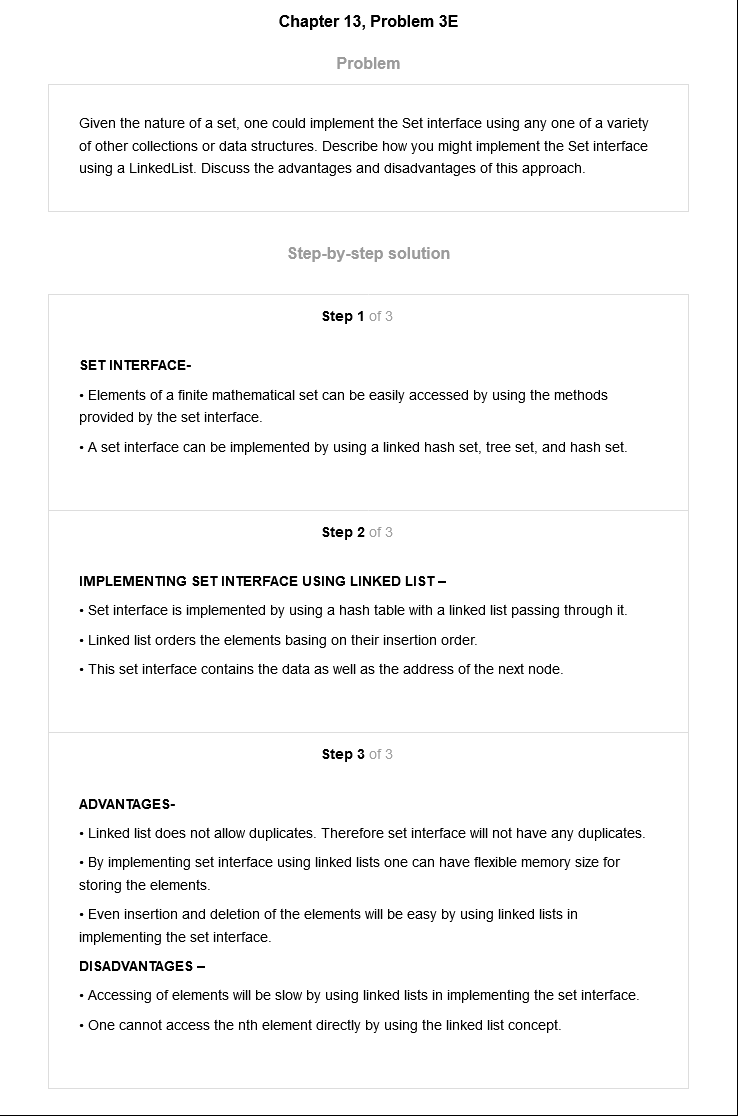 Chapter 13, Problem 3E
Problem
Given the nature of a set, one could implement the Set interface using any one of a variety
of other collections or data structures. Describe how you might implement the Set interface
using a LinkedList. Discuss the advantages and disadvantages of this approach.
Step-by-step solution
Step 1 of 3
SET INTERFACE-
• Elements of a finite mathematical set can be easily accessed by using the methods
provided by the set interface.
• A set interface can be implemented by using a linked hash set, tree set, and hash set.
Step 2 of 3
IMPLEMENTING SET INTERFACE USING LINKED LIST –
• Set interface is implemented by using a hash table with a linked list passing through it.
• Linked list orders the elements basing on their insertion order.
• This set interface contains the data as well as the address of the next node.
Step 3 of 3
ADVANTAGES-
• Linked list does not allow duplicates. Therefore set interface will not have any duplicates.
• By implementing set interface using linked lists one can have flexible memory size for
storing the elements.
• Even insertion and deletion of the elements will be easy by using linked lists in
implementing the set interface.
DISADVANTAGES –
• Accessing of elements will be slow by using linked lists in implementing the set interface.
• One cannot access the nth element directly by using the linked list concept.